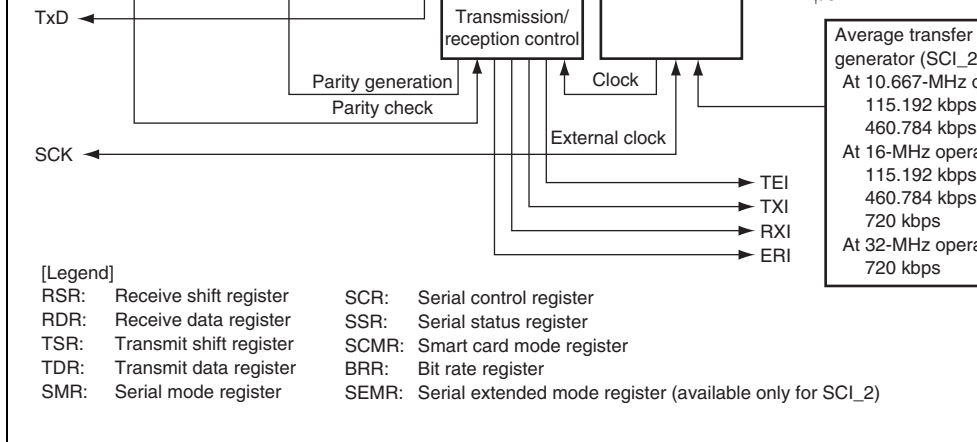 TxD
Transmission/
reception control
Average transfer
generator (SCI_2
At 10.667-MHz
115.192 kbps
460.784 kbps
At 16-MHz
115.192 kbps
460.784 kbps
720 kbps
At 32-MHz
720 kbps
Parity generation
Clock
Parity check
External clock
SCK
TEI
TXI
RXI
ERI
[Legend]
RSR: Receive shift register
RDR: Receive data register
TSR: Transmit shift register
TDR: Transmit data register
SMR: Serial mode register
SCR: Serial control register
SSR: Serial status register
SCMR: Smart card mode register
BRR: Bit rate register
SEMR: Serial extended mode register (available only for SCI_2)